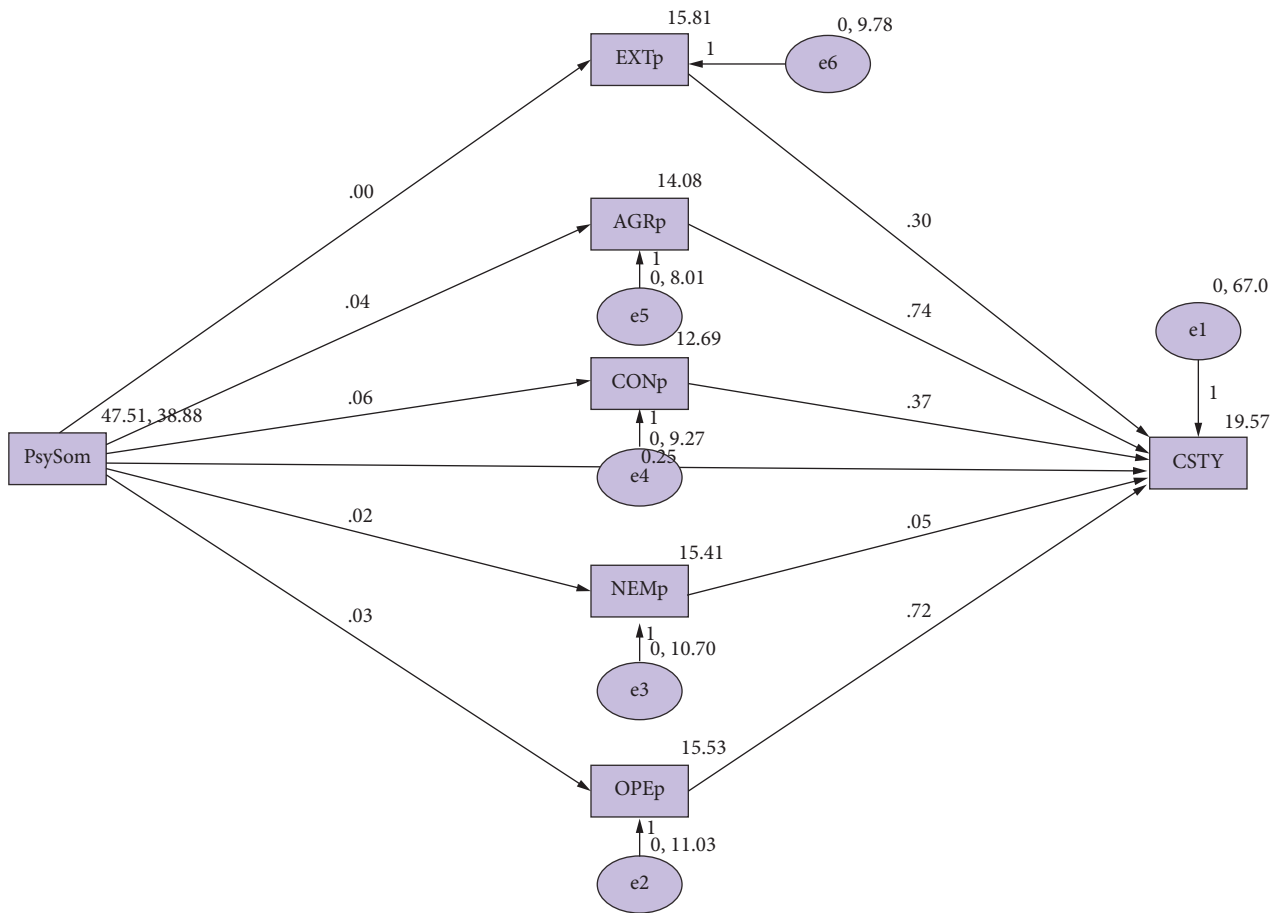 15.81
0, 9.78
EXTp
1
e6
.00
14.08
AGRp
.30
1
0, 8.01
.04
e5
.74
0, 67.0
e1
12.69
CONp
.06
.37
1
47.51, 38.88
1
19.57
0, 9.27
PsySom
0.25
CSTY
e4
.02
.05
15.41
NEMp
.03
.72
1
0, 10.70
e3
15.53
OPEp
1
0, 11.03
e2